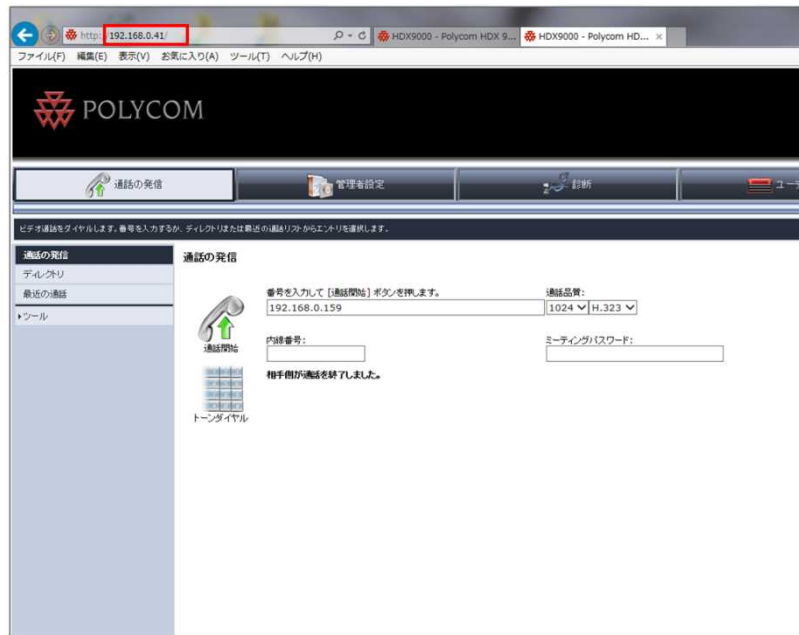 http://192.168.0.41/
HDX9000 - Polycom HDX 9...
HDX9000 - Polycom HD...
ファイル(F) 編集(E) 表示(V) お気に入り(A) ツール(T) ヘルプ(H)
POLYCOM
通話の発信
管理者設定
診断
ユーテ
ビデオ通話をダイヤルします。番号を入力するか、ディレクトリまたは最近の通話リストからエントリを選択します。
通話の発信
ディレクトリ
最近の通話
ツール
通話の発信
番号を入力して [通話開始] ボタンを押します。
通話品質:
192.168.0.159
1024
H.323
通話開始
内線番号:
ミーティングパスワード:
相手側が通話を終了しました。
トーンダイヤル